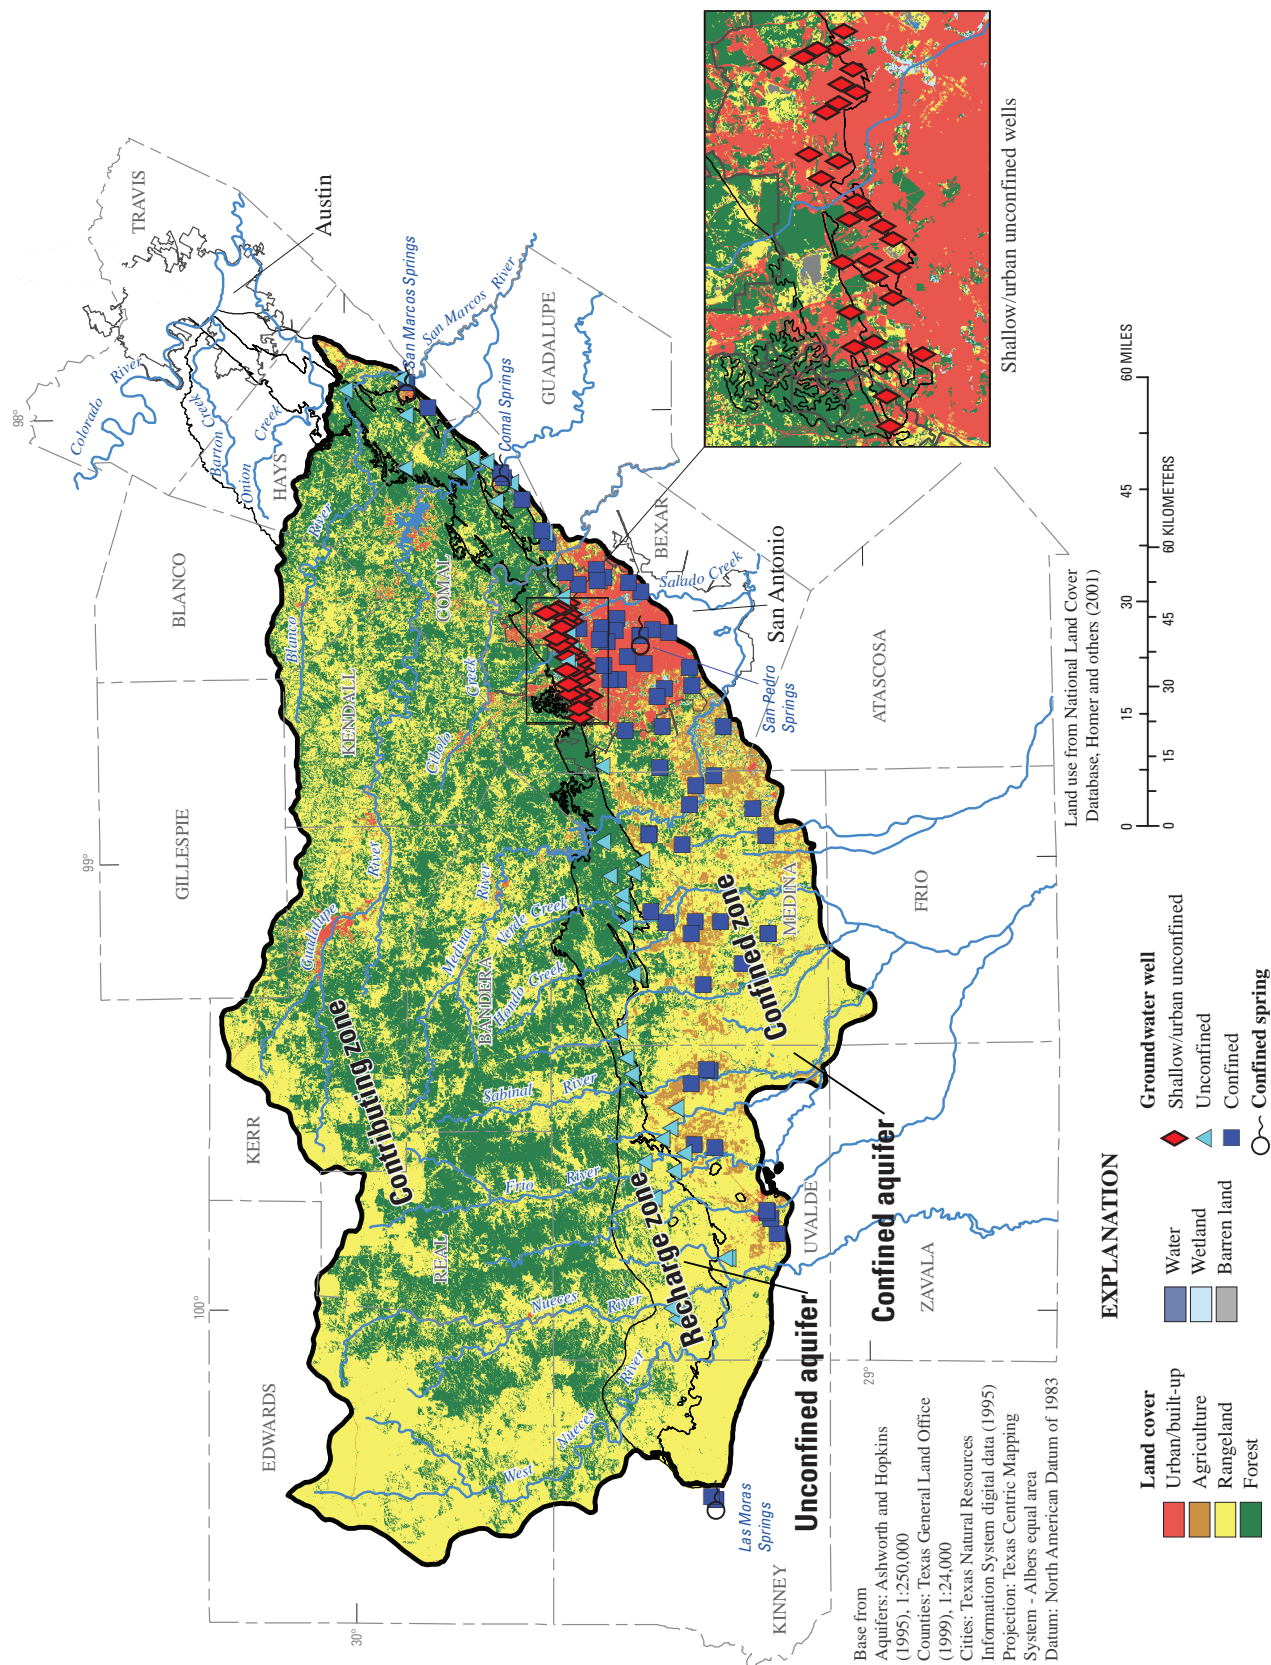 TRAVIS
Austin
98°
Colorado
River
Barton
Creek
Onion
Creek
HAYS
San Marcos Springs
San Marcos River
GUADALUPE
Comal Springs
BLANCO
River
Blanco
COMAL
KENDALL
Cibolo
Creek
BEXAR
Salado Creek
San Antonio
San Pedro
Springs
ATASCOSA
Shallow/urban unconfined wells
GILLESPIE
99°
Guadalupe
River
Medina
River
Verde Creek
Hondo Creek
BANDERA
MEDINA
Confined zone
FRIO
KERR
Contributing zone
Sabinal
River
Frio
River
REAL
Recharge zone
UVALDE
Confined aquifer
ZAVALA
100°
Nueces
River
Unconfined aquifer
EDWARDS
West
Nueces
River
Las Moras
Springs
KINNEY
30°
29°
Base from
Aquifers: Ashworth and Hopkins
(1995), 1:250,000
Counties: Texas General Land Office
(1999), 1:24,000
Cities: Texas Natural Resources
Information System digital data (1995)
Projection: Texas Centric Mapping
System - Albers equal area
Datum: North American Datum of 1983
Land use from National Land Cover
Database, Homer and others (2001)
0 15 30 45 60 MILES
0 15 30 45 60 KILOMETERS
EXPLANATION
Land cover
Urban/built-up
Agriculture
Rangeland
Forest
Water
Wetland
Barren land
Groundwater well
Shallow/urban unconfined
Unconfined
Confined
Confined spring